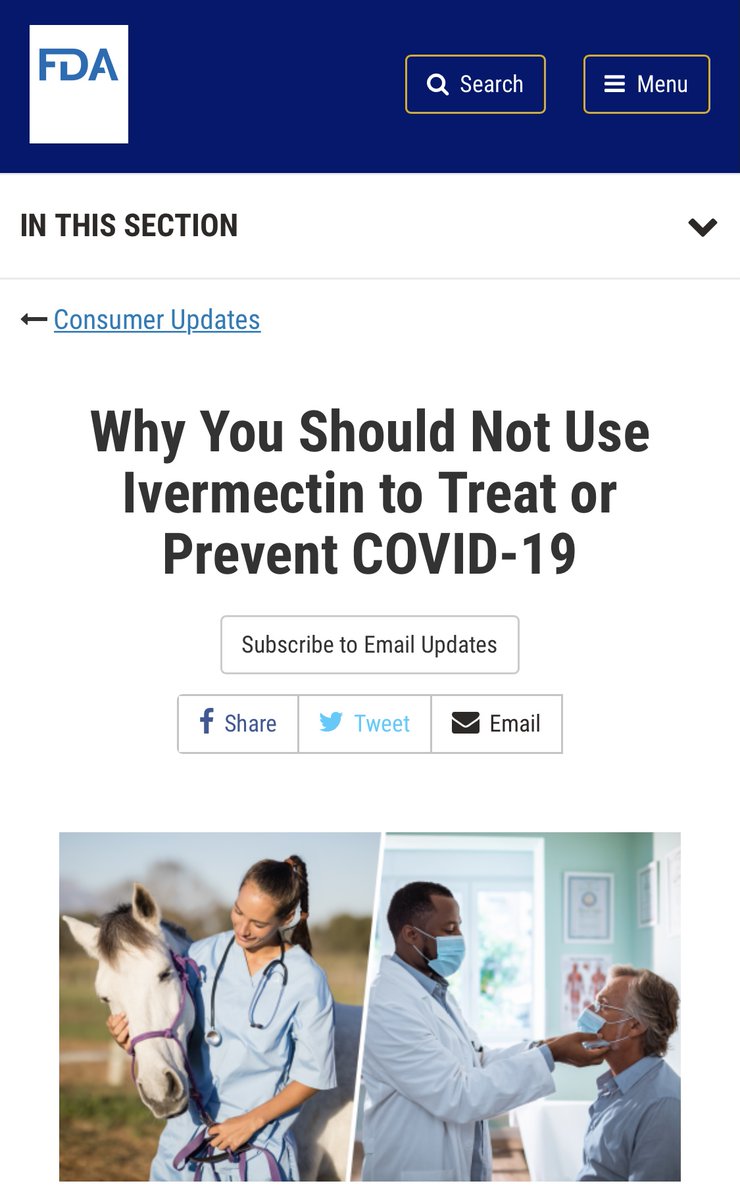 FDA
Search
Menu
IN THIS SECTION
Consumer Updates
Why You Should Not Use
Ivermectin to Treat or
Prevent COVID-19
Subscribe to Email Updates
Share
Tweet
Email